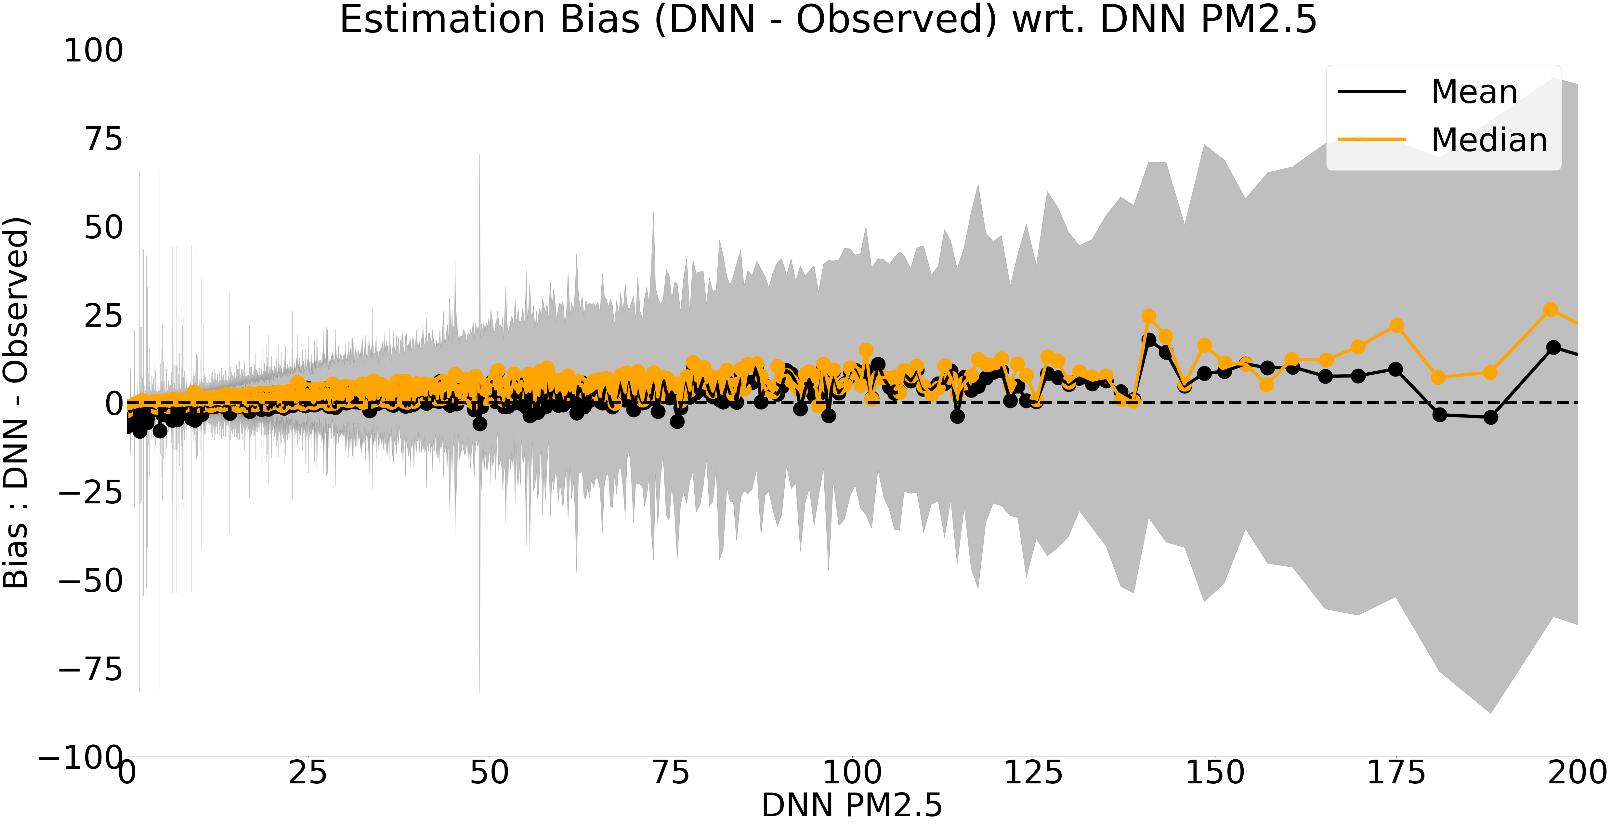 Estimation Bias (DNN - Observed) wrt. DNN PM2.5
100
75
50
25
0
−25
−50
−75
−100
Bias : DNN - Observed)
Mean
Median
0 25 50 75 100 125 150 175 200
DNN PM2.5